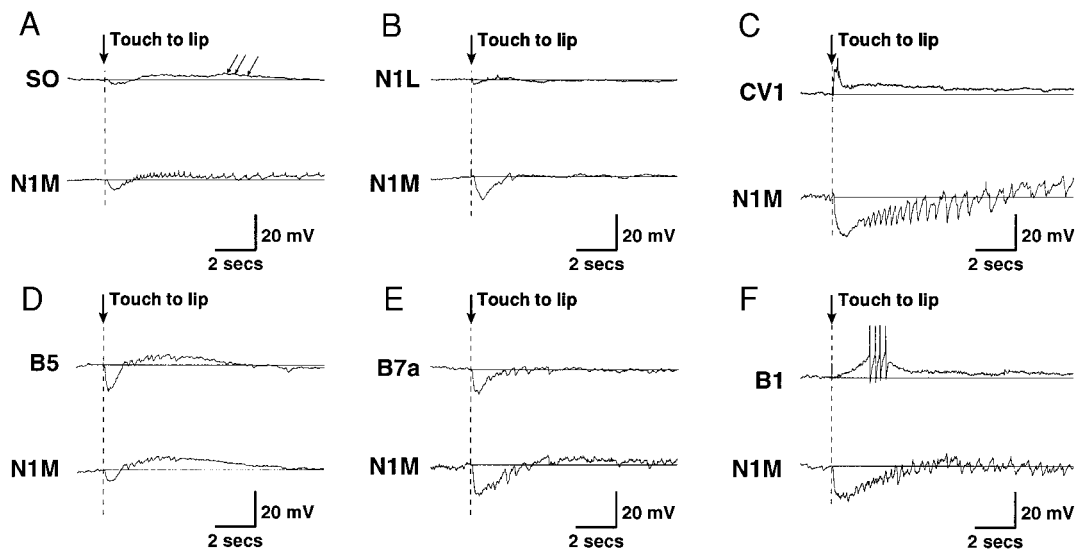 A
Touch to lip
SO
N1M
20 mV
2 secs
B
Touch to lip
N1L
N1M
20 mV
2 secs
C
Touch to lip
CV1
N1M
20 mV
2 secs
D
Touch to lip
B5
N1M
20 mV
2 secs
E
Touch to lip
B7a
N1M
20 mV
2 secs
F
Touch to lip
B1
N1M
20 mV
2 secs